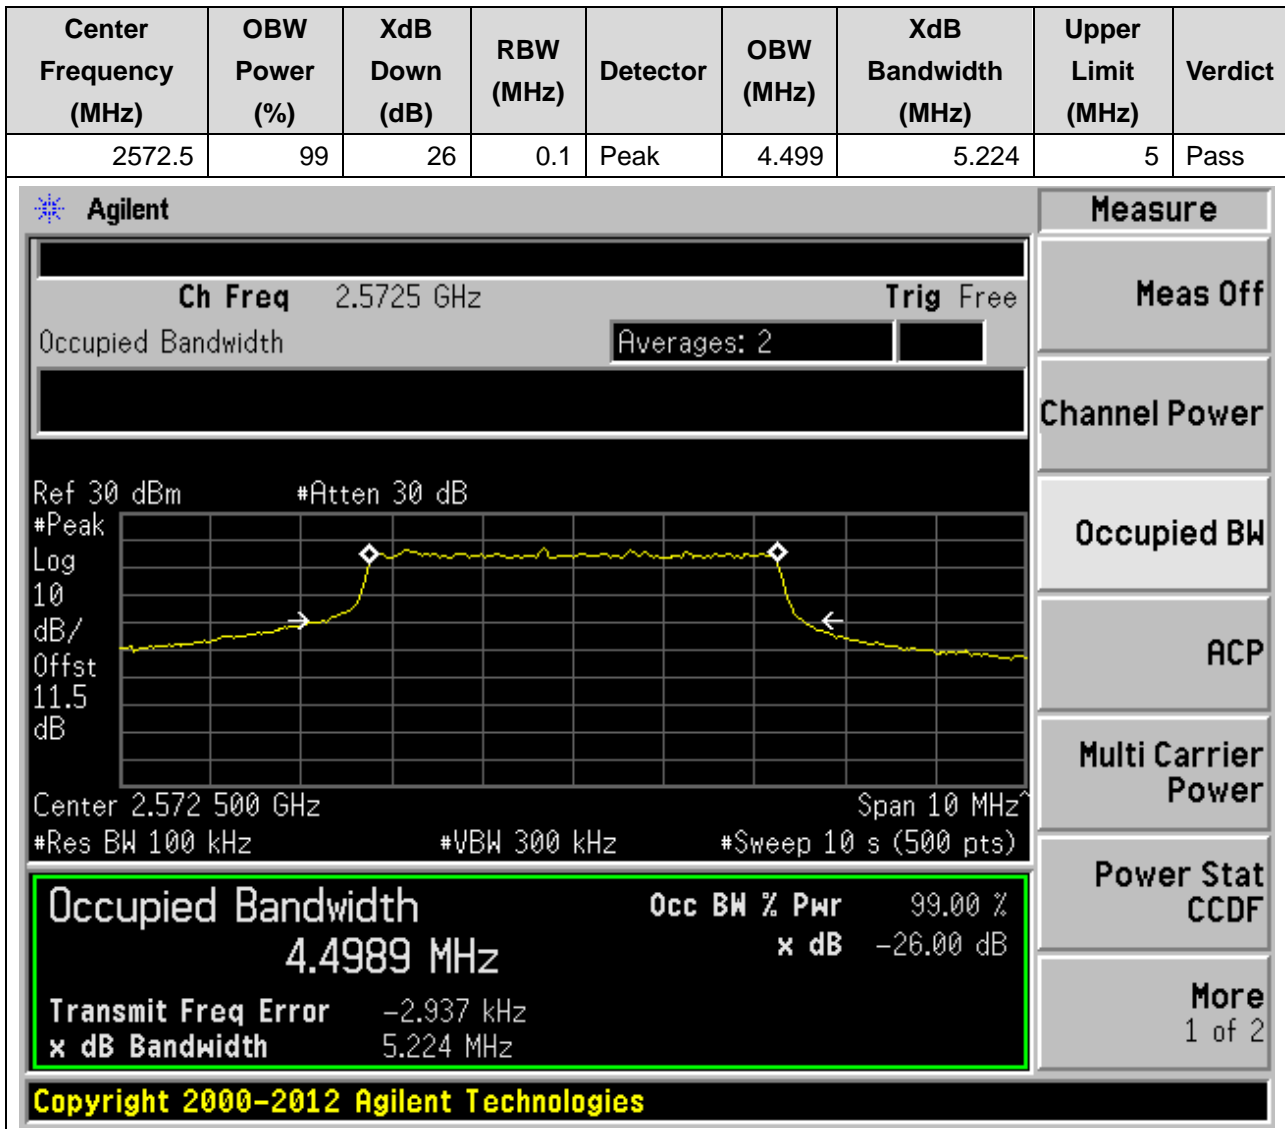 Center Frequency (MHz) OBW Power (%) XdB Down (dB) RBW (MHz) Detector OBW (MHz) XdB Bandwidth (MHz) Upper Limit (MHz) Verdict
2572.5 99 26 0.1 Peak 4.499 5.224 5 Pass
Agilent
Measure
Ch Freq 2.5725 GHz Trig Free
Meas Off
Occupied Bandwidth Averages: 2
Channel Power
Ref 30 dBm #Atten 30 dB
#Peak
Log
10
dB/
Offst
11.5
dB
Occupied BW
ACP
Multi Carrier
Power
Center 2.572 500 GHz Span 10 MHz^
#Res BW 100 kHz #VBW 300 kHz #Sweep 10 s (500 pts)
Power Stat
CCDF
Occupied Bandwidth Occ BW % Pwr 99.00 %
4.4989 MHz x dB -26.00 dB
Transmit Freq Error -2.937 kHz
x dB Bandwidth 5.224 MHz
More
1 of 2
Copyright 2000-2012 Agilent Technologies